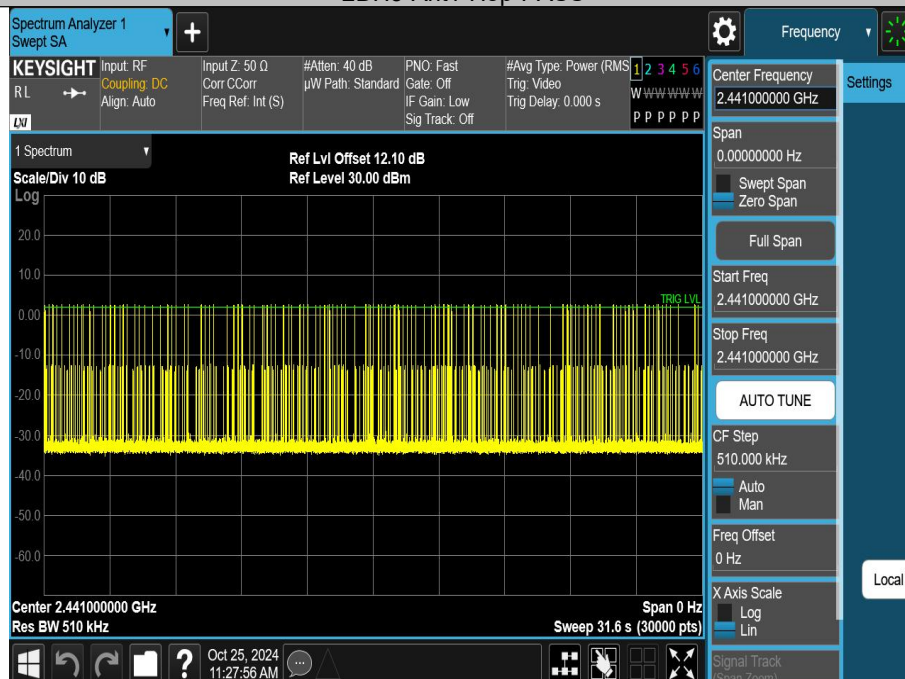 Spectrum Analyzer 1
Swept SA
+
Frequency
KEYSIGHT
RL
LXI
Input: RF
Coupling: DC
Align: Auto
Input Z: 50 Ω
Corr CCorr
Freq Ref: Int (S)
#Atten: 40 dB
µW Path: Standard
PNO: Fast
Gate: Off
IF Gain: Low
Sig Track: Off
#Avg Type: Power (RMS
Trig: Video
Trig Delay: 0.000 s
1 2 3 4 5 6
W W W W W W
P P P P P P
1 Spectrum
Scale/Div 10 dB
Ref Lvl Offset 12.10 dB
Ref Level 30.00 dBm
Log
20.0
10.0
0.00
-10.0
-20.0
-30.0
-40.0
-50.0
-60.0
TRIG LVL
Center 2.441000000 GHz
Res BW 510 kHz
Span 0 Hz
Sweep 31.6 s (30000 pts)
Center Frequency
2.441000000 GHz
Settings
Span
0.00000000 Hz
Swept Span
Zero Span
Full Span
Start Freq
2.441000000 GHz
Stop Freq
2.441000000 GHz
AUTO TUNE
CF Step
510.000 kHz
Auto
Man
Freq Offset
0 Hz
Local
X Axis Scale
Log
Lin
Signal Track
(Span Zoom)
?
Oct 25, 2024
11:27:56 AM